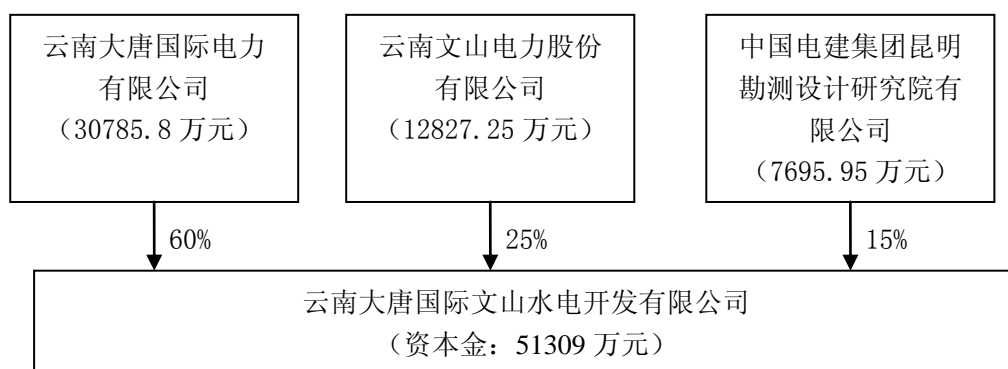 云南大唐国际电力
有限公司
（30785.8 万元）
云南文山电力股份
有限公司
（12827.25 万元）
中国电建集团昆明
勘测设计研究院有
限公司
（7695.95 万元）
60%
25%
15%
云南大唐国际文山水电开发有限公司
（资本金：51309 万元）